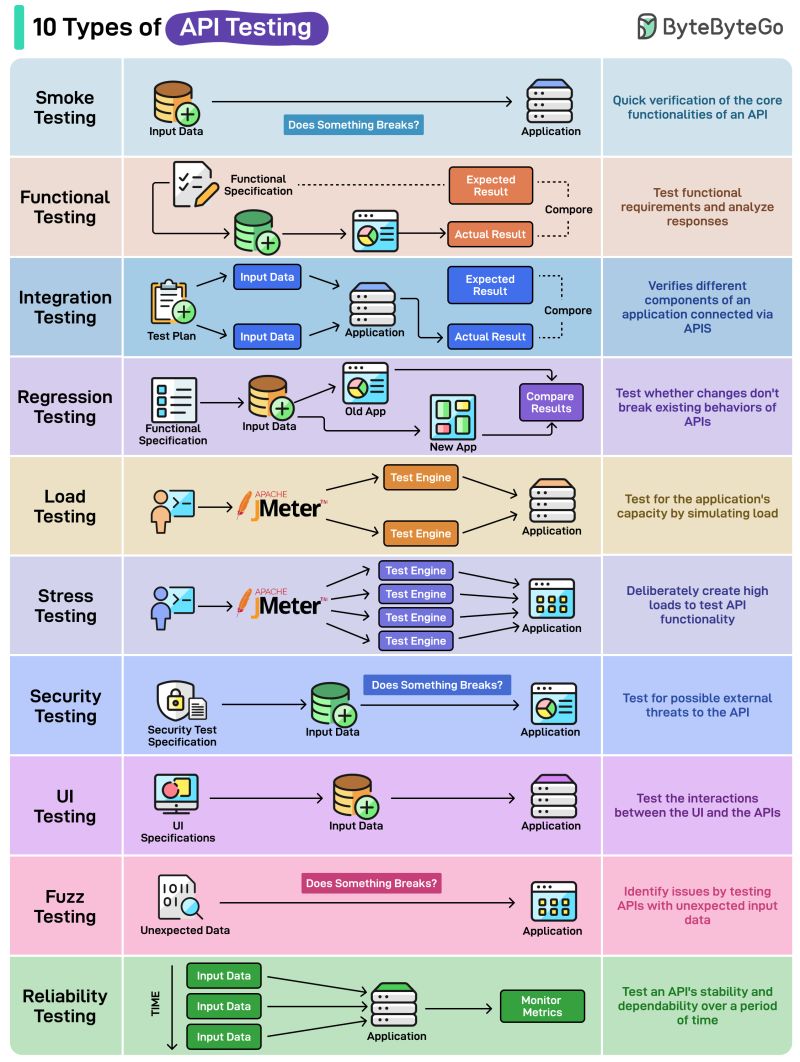 10 Types of API Testing
ByteByteGo
Smoke
Testing
Input Data
Does Something Breaks?
Application
Quick verification of the core
functionalities of an API
Functional
Testing
Functional
Specification
Expected
Result
Compore
Actual Result
Test functional
requirements and analyze
responses
Integration
Testing
Test Plan
Input Data
Input Data
Application
Expected
Result
Compore
Actual Result
Verifies different
components of an
application connected via
APIS
Regression
Testing
Functional
Specification
Input Data
Old App
New App
Compare
Results
Test whether changes don't
break existing behaviors of
APIs
Load
Testing
APACHE
JMeter™
Test Engine
Test Engine
Application
Test for the application's
capacity by simulating load
Stress
Testing
APACHE
JMeter™
Test Engine
Test Engine
Test Engine
Test Engine
Application
Deliberately create high
loads to test API
functionality
Security
Testing
Security Test
Specification
Input Data
Does Something Breaks?
Application
Test for possible external
threats to the API
UI
Testing
UI
Specifications
Input Data
Application
Test the interactions
between the UI and the APIs
Fuzz
Testing
1011
01
Unexpected Data
Does Something Breaks?
Application
Identify issues by testing
APIs with unexpected input
data
Reliability
Testing
TIME
Input Data
Input Data
Input Data
Application
Monitor
Metrics
Test an API's stability and
dependability over a period
of time